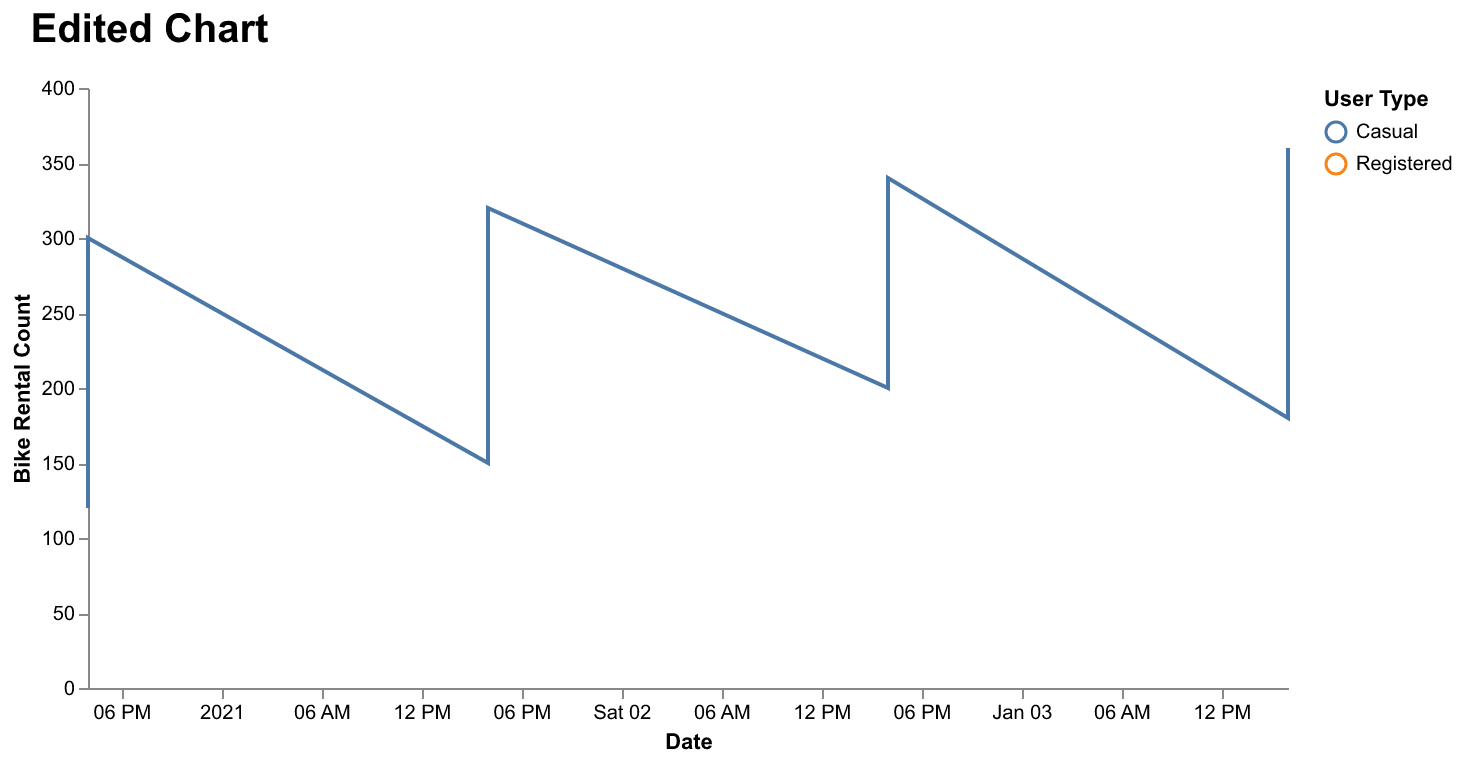 Edited Chart
400
350
300
250
200
150
100
50
0
Bike Rental Count
06 PM 2021 06 AM 12 PM 06 PM Sat 02 06 AM 12 PM 06 PM Jan 03 06 AM 12 PM
Date
User Type
Casual
Registered